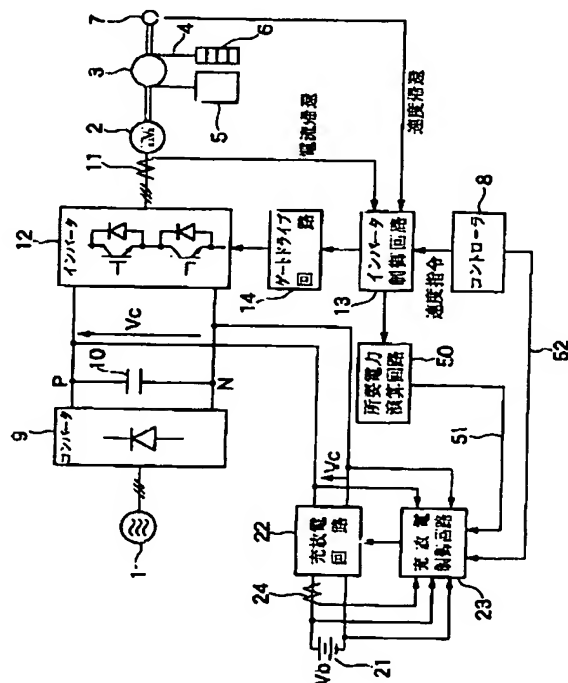 7
3
4
6
2
5
11
電流帰還
速度帰還
12
インバータ
ゲートドライブ
回路
14
インバータ
制御回路
13
速度指令
8
コントローラ
52
P
Vc
10
N
9
コンバータ
所要電力
演算回路
50
51
1
Vc
22
充放電
回路
24
充放電
制御回路
23
Vb
21